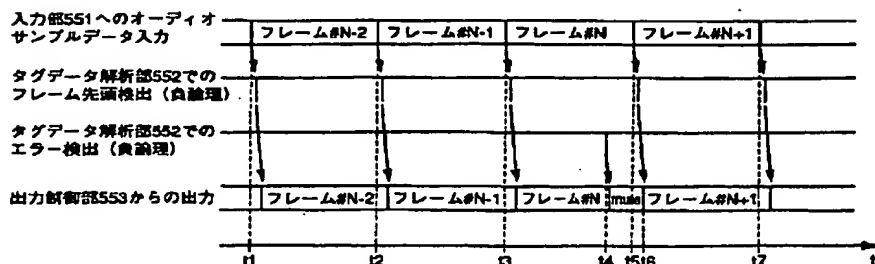 入力部551へのオーディオ
サンプルデータ入力
フレーム#N-2 フレーム#N-1 フレーム#N フレーム#N+1
タグデータ解析部552での
フレーム先頭検出（負論理）
タグデータ解析部552での
エラー検出（負論理）
出力制御部553からの出力
フレーム#N-2 フレーム#N-1 フレーム#N mute フレーム#N+1
t1 t2 t3 t4 t5 t6 t7 t